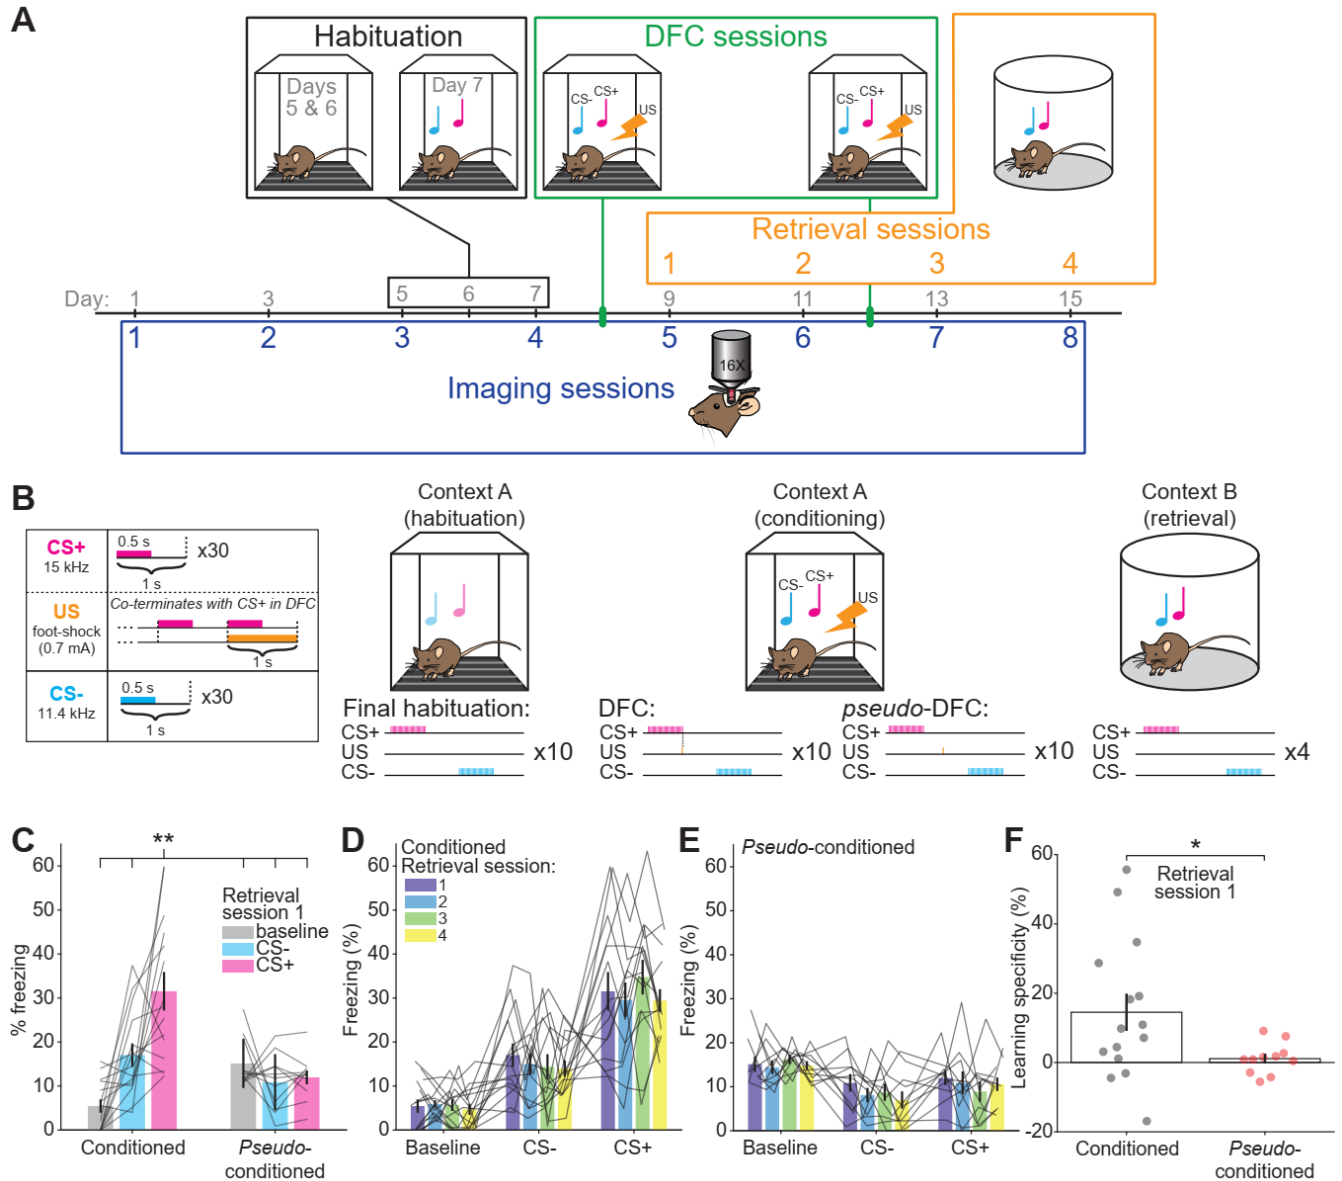 A
Habituation
DFC sessions
Days
5 & 6
Day 7
CS-
CS+
US
CS-
CS+
US
Retrieval sessions
1 2 3 4
Day: 1 3 5 6 7 9 11 13 15
1 2 3 4 5 6 7 8
16X
Imaging sessions
B
CS+
15 kHz
0.5 s
x30
1 s
US
foot-shock
(0.7 mA)
Co-terminates with CS+ in DFC
1 s
CS-
11.4 kHz
0.5 s
x30
1 s
Context A
(habituation)
Context A
(conditioning)
CS-
CS+
US
Context B
(retrieval)
Final habituation:
CS+
US
CS-
x10
DFC:
CS+
US
CS-
x10
pseudo-DFC:
CS+
US
CS-
x10
CS+
US
CS-
x4
C
**
% freezing
60
50
40
30
20
10
0
Retrieval
session 1
baseline
CS-
CS+
Conditioned
Pseudo-
conditioned
D
Conditioned
Retrieval session:
1
2
3
4
Freezing (%)
60
50
40
30
20
10
0
Baseline
CS-
CS+
E
Pseudo-conditioned
Freezing (%)
60
50
40
30
20
10
0
Baseline
CS-
CS+
F
*
Retrieval
session 1
Learning specificity (%)
60
40
20
0
-20
Conditioned
Pseudo-
conditioned